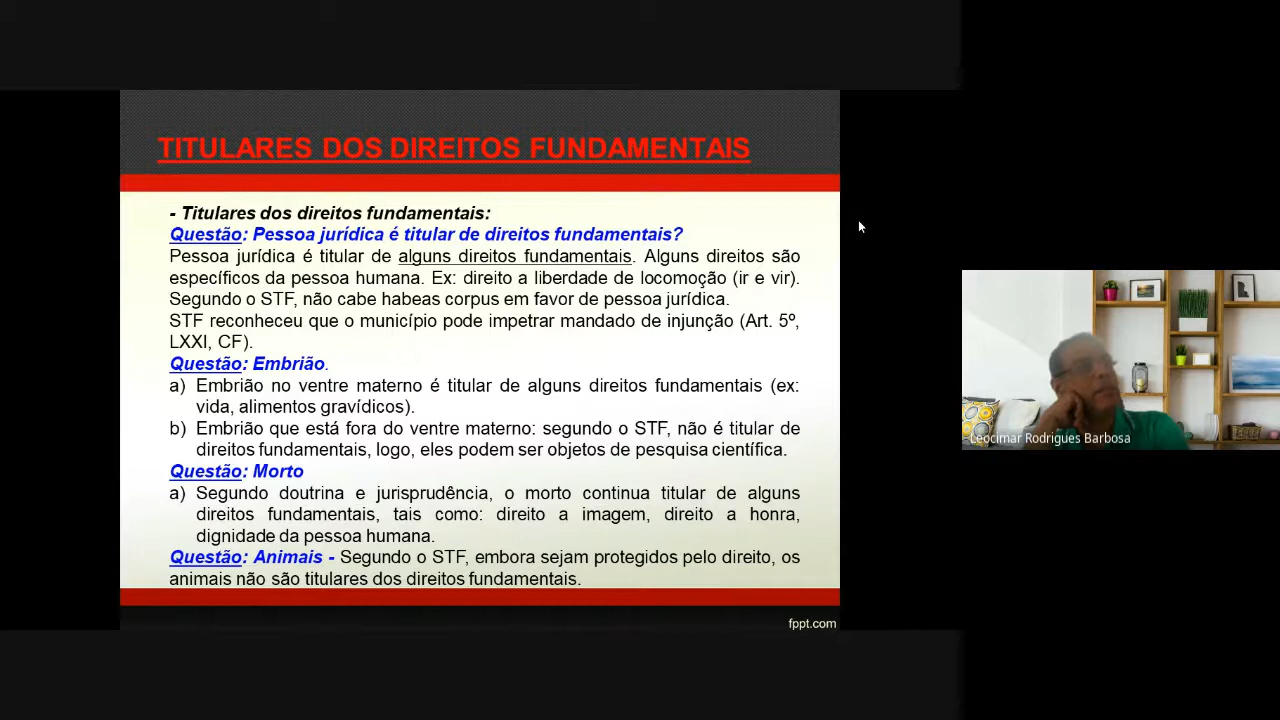 TITULARES DOS DIREITOS FUNDAMENTAIS
- Titulares dos direitos fundamentais:
Questão: Pessoa jurídica é titular de direitos fundamentais?
Pessoa jurídica é titular de alguns direitos fundamentais. Alguns direitos são
específicos da pessoa humana. Ex: direito a liberdade de locomoção (ir e vir).
Segundo o STF, não cabe habeas corpus em favor de pessoa jurídica.
STF reconheceu que o município pode impetrar mandado de injunção (Art. 5º,
LXXI, CF).
Questão: Embrião.
a) Embrião no ventre materno é titular de alguns direitos fundamentais (ex:
vida, alimentos gravídicos).
b) Embrião que está fora do ventre materno: segundo o STF, não é titular de
direitos fundamentais, logo, eles podem ser objetos de pesquisa científica.
Questão: Morto
a) Segundo doutrina e jurisprudência, o morto continua titular de alguns
direitos fundamentais, tais como: direito a imagem, direito a honra,
dignidade da pessoa humana.
Questão: Animais - Segundo o STF, embora sejam protegidos pelo direito, os
animais não são titulares dos direitos fundamentais.
fppt.com
Leocimar Rodrigues Barbosa